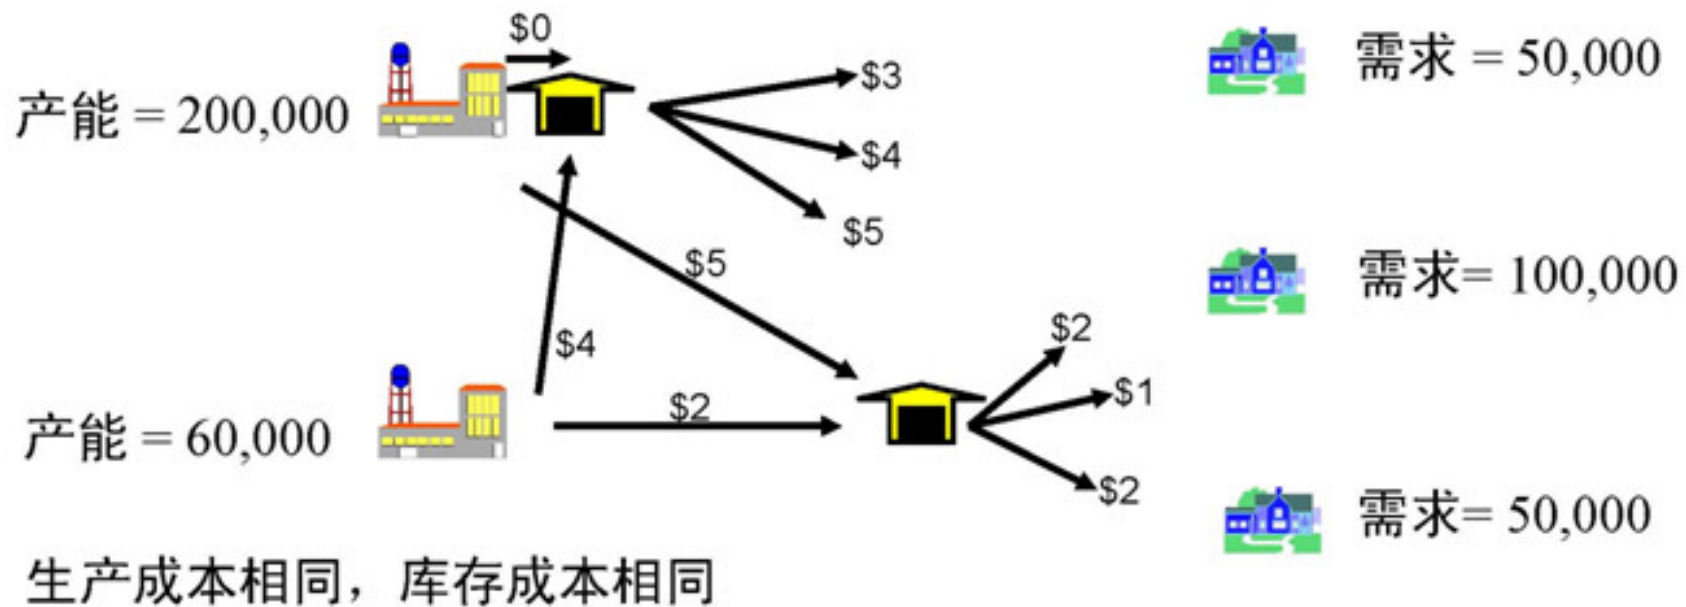 $0
产能 = 200,000
$3
$4
$5
需求 = 50,000
$5
需求= 100,000
$4
$2
产能 = 60,000
$2
$1
$2
需求= 50,000
生产成本相同，库存成本相同